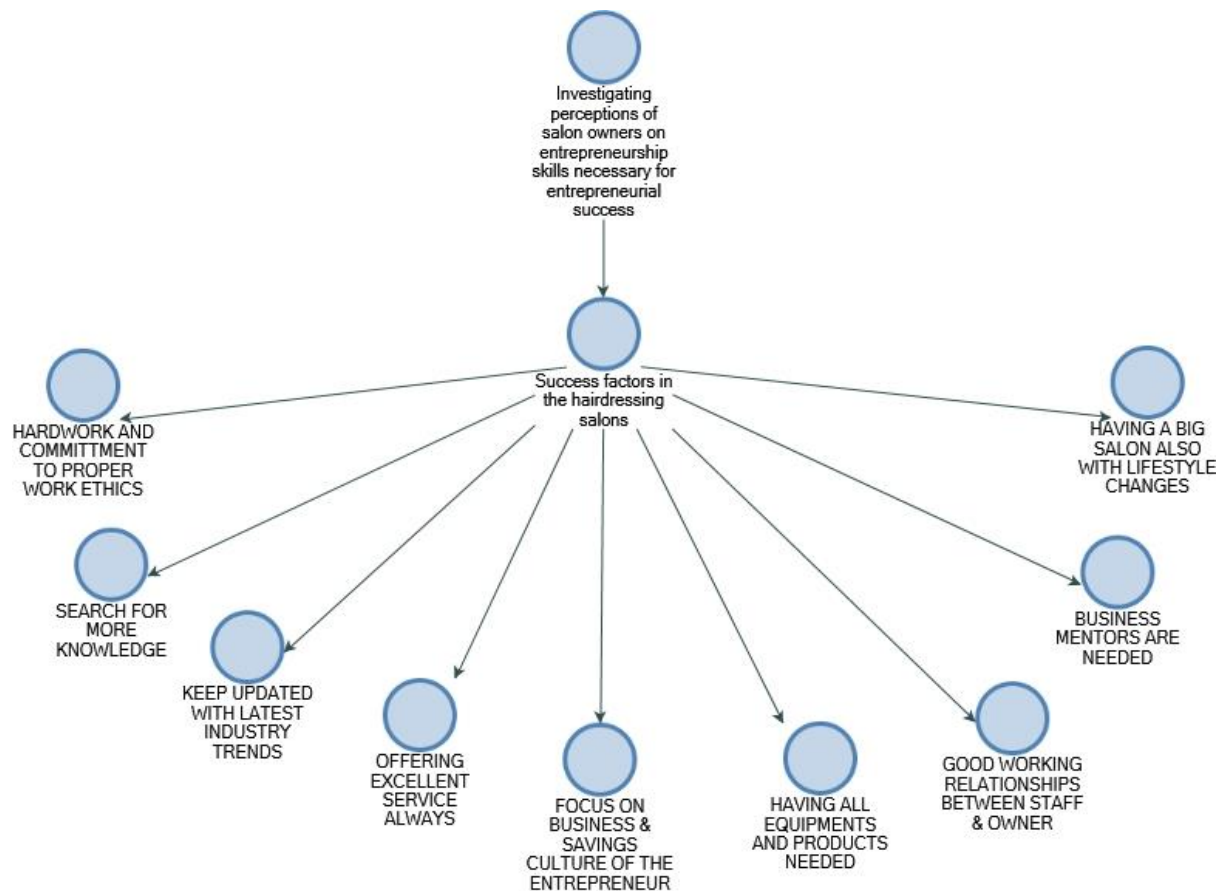 Investigating
perceptions of
salon owners on
entrepreneurship
skills necessary for
entrepreneurial
success
Success factors in
the hairdressing
salons
HARDWORK AND
COMMITTMENT
TO PROPER
WORK ETHICS
SEARCH FOR
MORE
KNOWLEDGE
KEEP UPDATED
WITH LATEST
INDUSTRY
TRENDS
OFFERING
EXCELLENT
SERVICE
ALWAYS
FOCUS ON
BUSINESS &
SAVINGS
CULTURE OF THE
ENTREPRENEUR
HAVING ALL
EQUIPMENTS
AND PRODUCTS
NEEDED
GOOD WORKING
RELATIONSHIPS
BETWEEN STAFF
& OWNER
BUSINESS
MENTORS ARE
NEEDED
HAVING A BIG
SALON ALSO
WITH LIFESTYLE
CHANGES